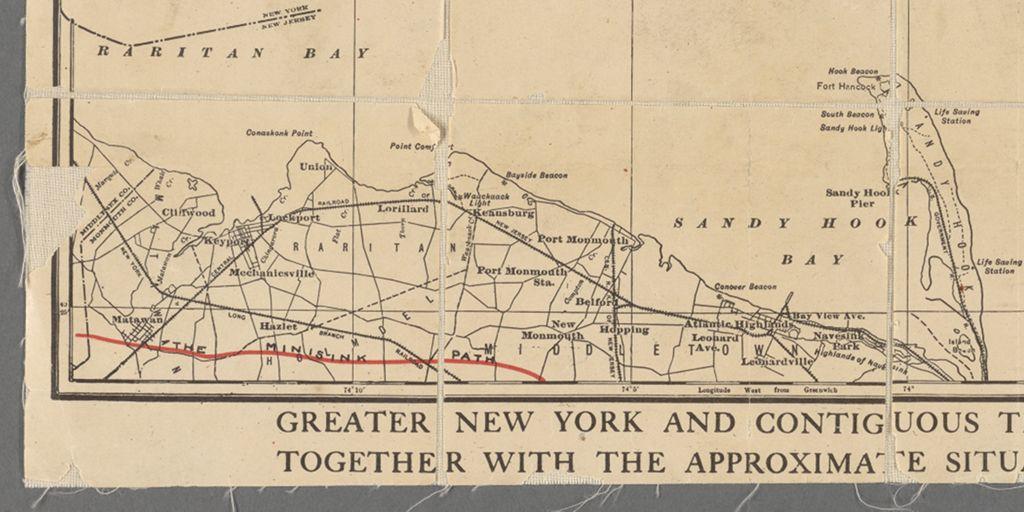 NEW YORK
NEW JERSEY
RARITAN BAY
Hook Beacon
Fort Hancock
South Beacon
Life Saving
Station
Sandy Hook Ligh
Conaskonk Point
Point Comfort
Union
Bayside Beacon
MIDDLESEX CO.
MONMOUTH CO.
Cliffwood
Lockport
RAILROAD
Lorillard
Waackaack
Light
Keansburg
Sandy Hook
Pier
SANDY HOOK
GOVERNMENT
SANDY HOOK
BAY
Keyport
RARITAN
NEW JERSEY
Port Monmouth
CENTRAL
Mechanicsville
Port Monmouth
Sta.
Life Saving
Station
NEW YORK
Conover Beacon
Belford
Matawan
LONG
BRANCH
RAILROAD
Hazlet
New
Monmouth
Hopping
Atlantic Highlands
Bay View Ave.
Leonard
Ave.
Navesink
Park
Leonardville
Highlands of Navesink
THE MINISINK PATH
MIDDLETOWN
74°10'
74°5'
Longitude West from Greenwich
74°
GREATER NEW YORK AND CONTIGUOUS T
TOGETHER WITH THE APPROXIMATE SITU